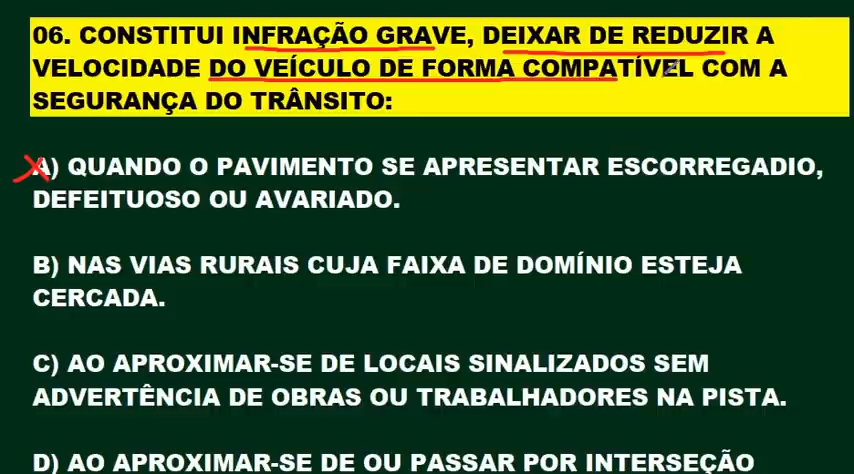 06. CONSTITUI INFRAÇÃO GRAVE, DEIXAR DE REDUZIR A
VELOCIDADE DO VEÍCULO DE FORMA COMPATÍVEL COM A
SEGURANÇA DO TRÂNSITO:
A) QUANDO O PAVIMENTO SE APRESENTAR ESCORREGADIO,
DEFEITUOSO OU AVARIADO.
B) NAS VIAS RURAIS CUJA FAIXA DE DOMÍNIO ESTEJA
CERCADA.
C) AO APROXIMAR-SE DE LOCAIS SINALIZADOS SEM
ADVERTÊNCIA DE OBRAS OU TRABALHADORES NA PISTA.
D) AO APROXIMAR-SE DE OU PASSAR POR INTERSEÇÃO